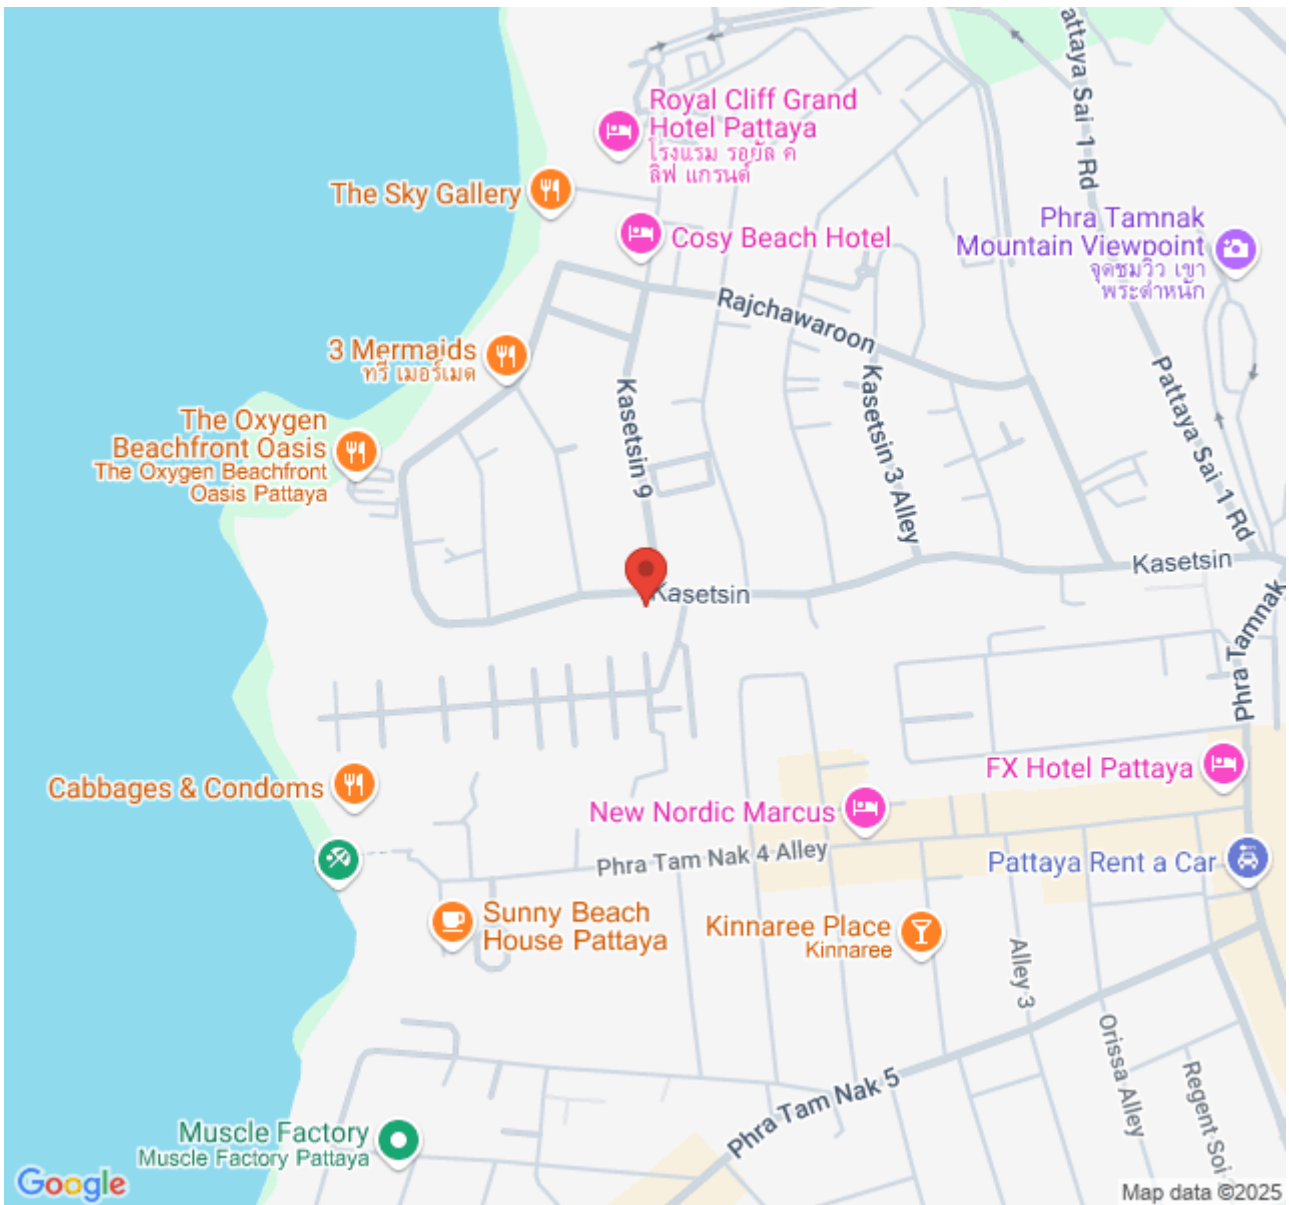 attaya Sai 1 Rd
Royal Cliff Grand
Hotel Pattaya
โรงแรม รอยัล ค
ลิฟ แกรนด์
The Sky Gallery
Cosy Beach Hotel
Phra Tamnak
Mountain Viewpoint
จุดชมวิว เขา
พระตำหนัก
Rajchawaroon
3 Mermaids
ทรี เมอร์เมด
Kasetsin 9
Kasetsin 3 Alley
Pattaya Sai 1 Rd
The Oxygen
Beachfront Oasis
The Oxygen Beachfront
Oasis Pattaya
Kasetsin
Kasetsin
Phra Tamnak
Cabbages & Condoms
FX Hotel Pattaya
New Nordic Marcus
Phra Tam Nak 4 Alley
Pattaya Rent a Car
Sunny Beach
House Pattaya
Kinnaree Place
Kinnaree
Alley 3
Orissa Alley
Regent Soi
Phra Tam Nak 5
Muscle Factory
Muscle Factory Pattaya
Google
Map data ©2025